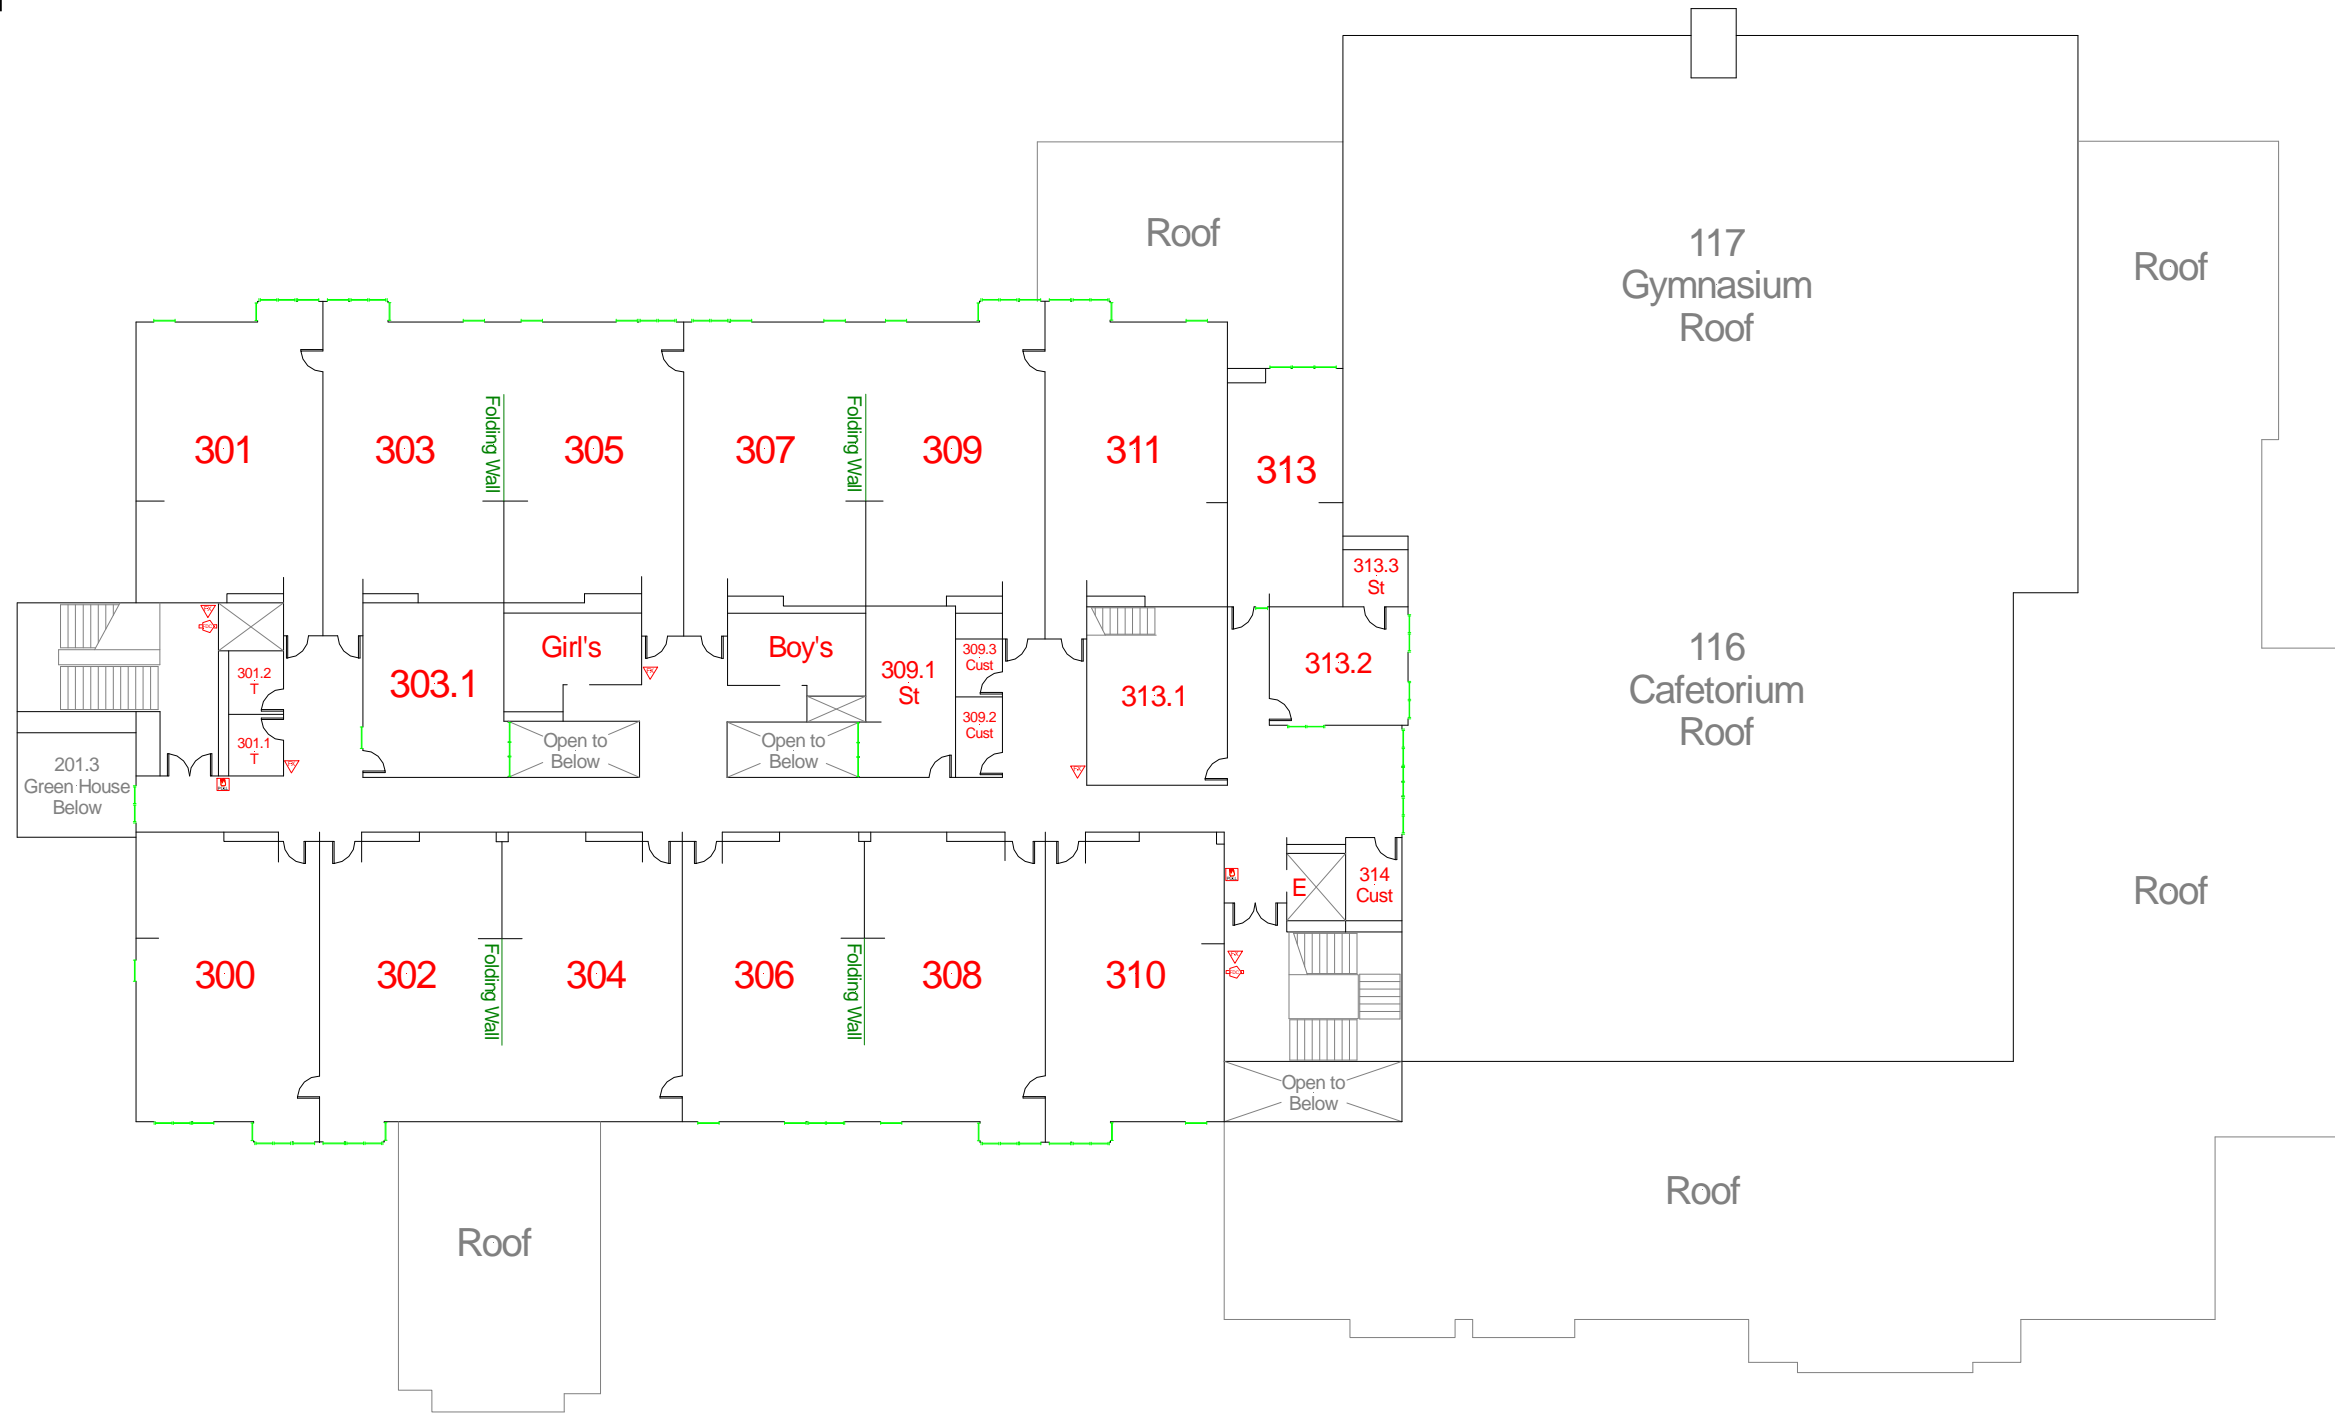 Roof
117
Gymnasium
Roof
Roof
301
303
Folding Wall
305
307
Folding Wall
309
311
313
313.3
St
301.2
T
301.1
T
303.1
Girl's
Boy's
309.1
St
309.3
Cust
309.2
Cust
313.1
313.2
116
Cafetorium
Roof
Open to
Below
Open to
Below
201.3
Green House
Below
E
314
Cust
Roof
300
302
Folding Wall
304
306
Folding Wall
308
310
Open to
Below
Roof
Roof